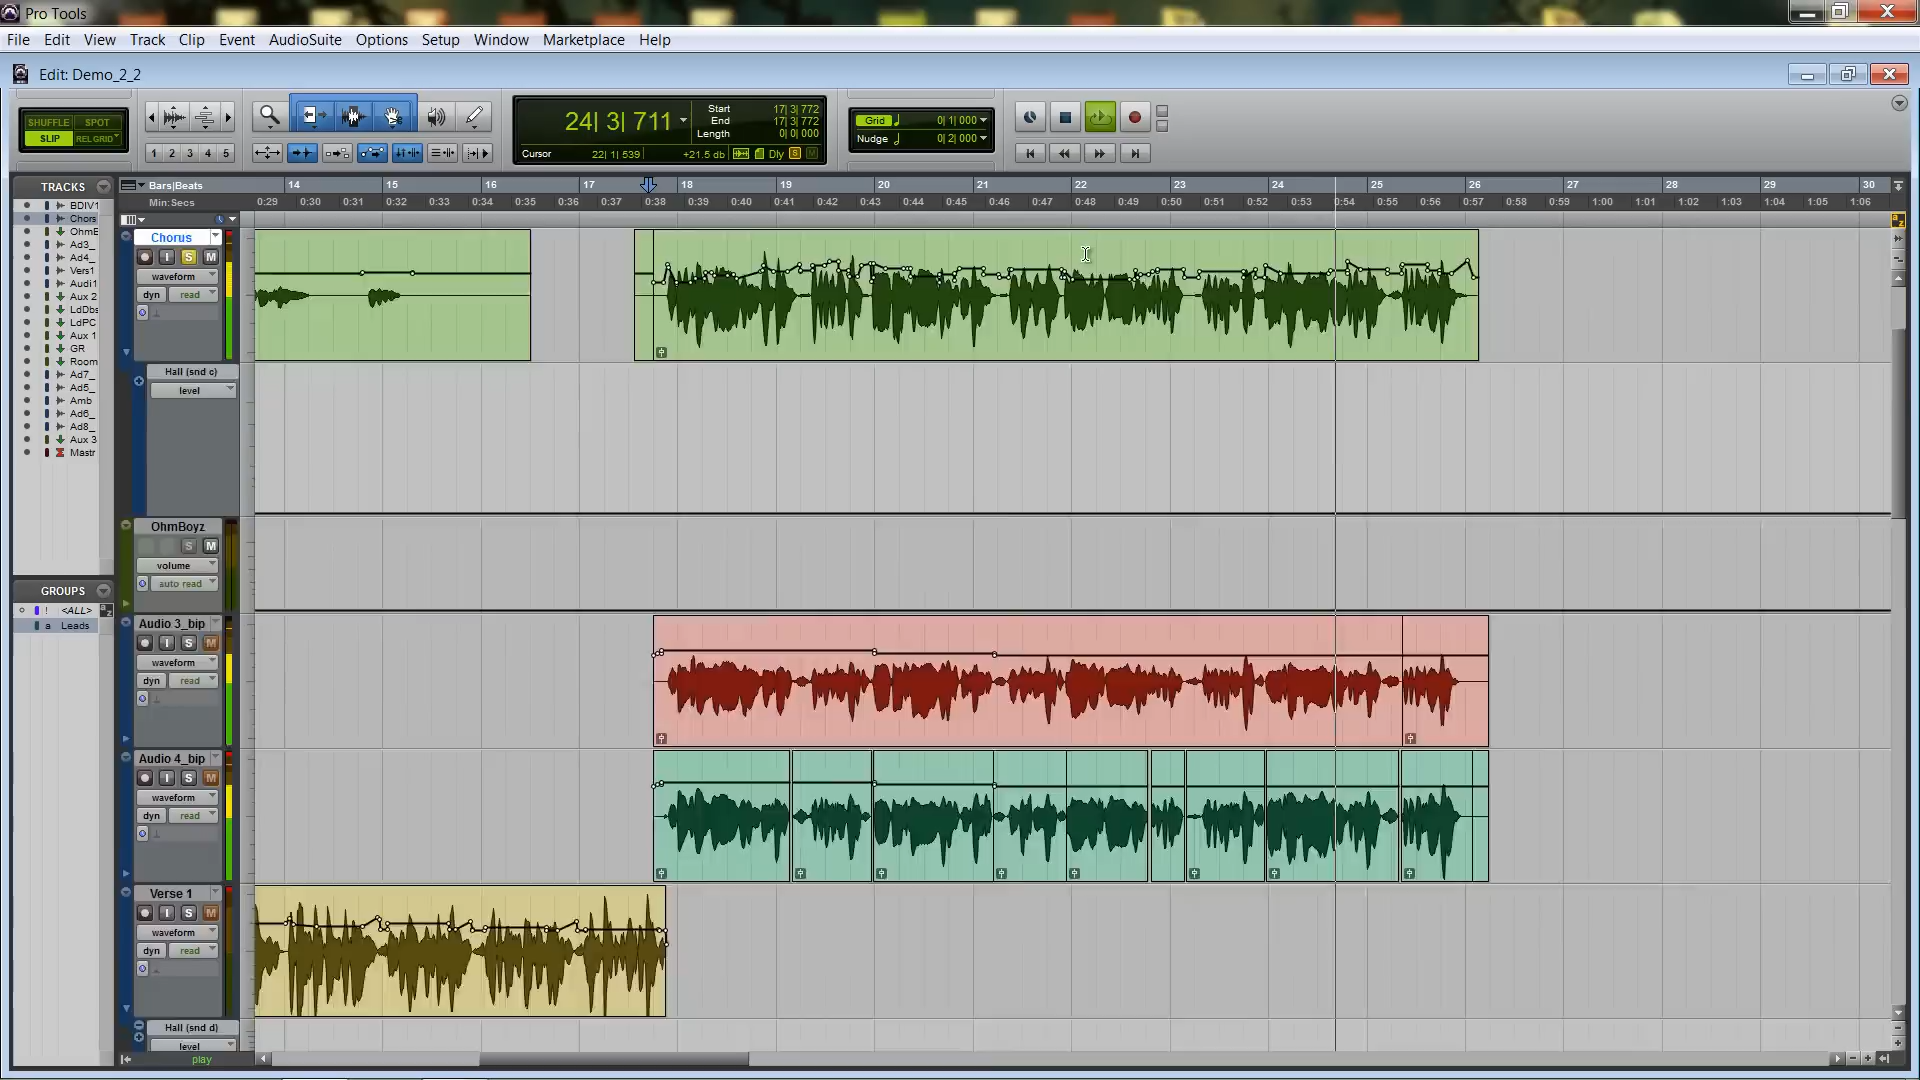 Pro Tools
File Edit View Track Clip Event AudioSuite Options Setup Window Marketplace Help
Edit: Demo_2_2
SHUFFLE SPOT
SLIP REL GRID
1 2 3 4 5
24| 3| 711
Start 17| 3| 772
End 17| 3| 772
Length 0| 0| 000
Cursor 22| 1| 539 +21.5 db Dly S M
Grid 0| 1| 000
Nudge 0| 2| 000
TRACKS
Bars|Beats 14 15 16 17 18 19 20 21 22 23 24 25 26 27 28 29 30
Min:Secs 0:29 0:30 0:31 0:32 0:33 0:34 0:35 0:36 0:37 0:38 0:39 0:40 0:41 0:42 0:43 0:44 0:45 0:46 0:47 0:48 0:49 0:50 0:51 0:52 0:53 0:54 0:55 0:56 0:57 0:58 0:59 1:00 1:01 1:02 1:03 1:04 1:05 1:06
BDIV1
Chors
OhmE
Ad3_
Ad4_
Vers1
Audi1
Aux 2
LdDbs
LdPC
Aux 1
GR
Room
Ad7_
Ad5_
Amb
Ad6_
Ad8_
Aux 3
Mastr
GROUPS
! <ALL>
a Leads
Chorus
I S M
waveform
dyn read
Hall (snd c)
level
OhmBoyz
S M
volume
auto read
Audio 3_bip
I S M
waveform
dyn read
Audio 4_bip
I S M
waveform
dyn read
Verse 1
I S M
waveform
dyn read
Hall (snd d)
level
play